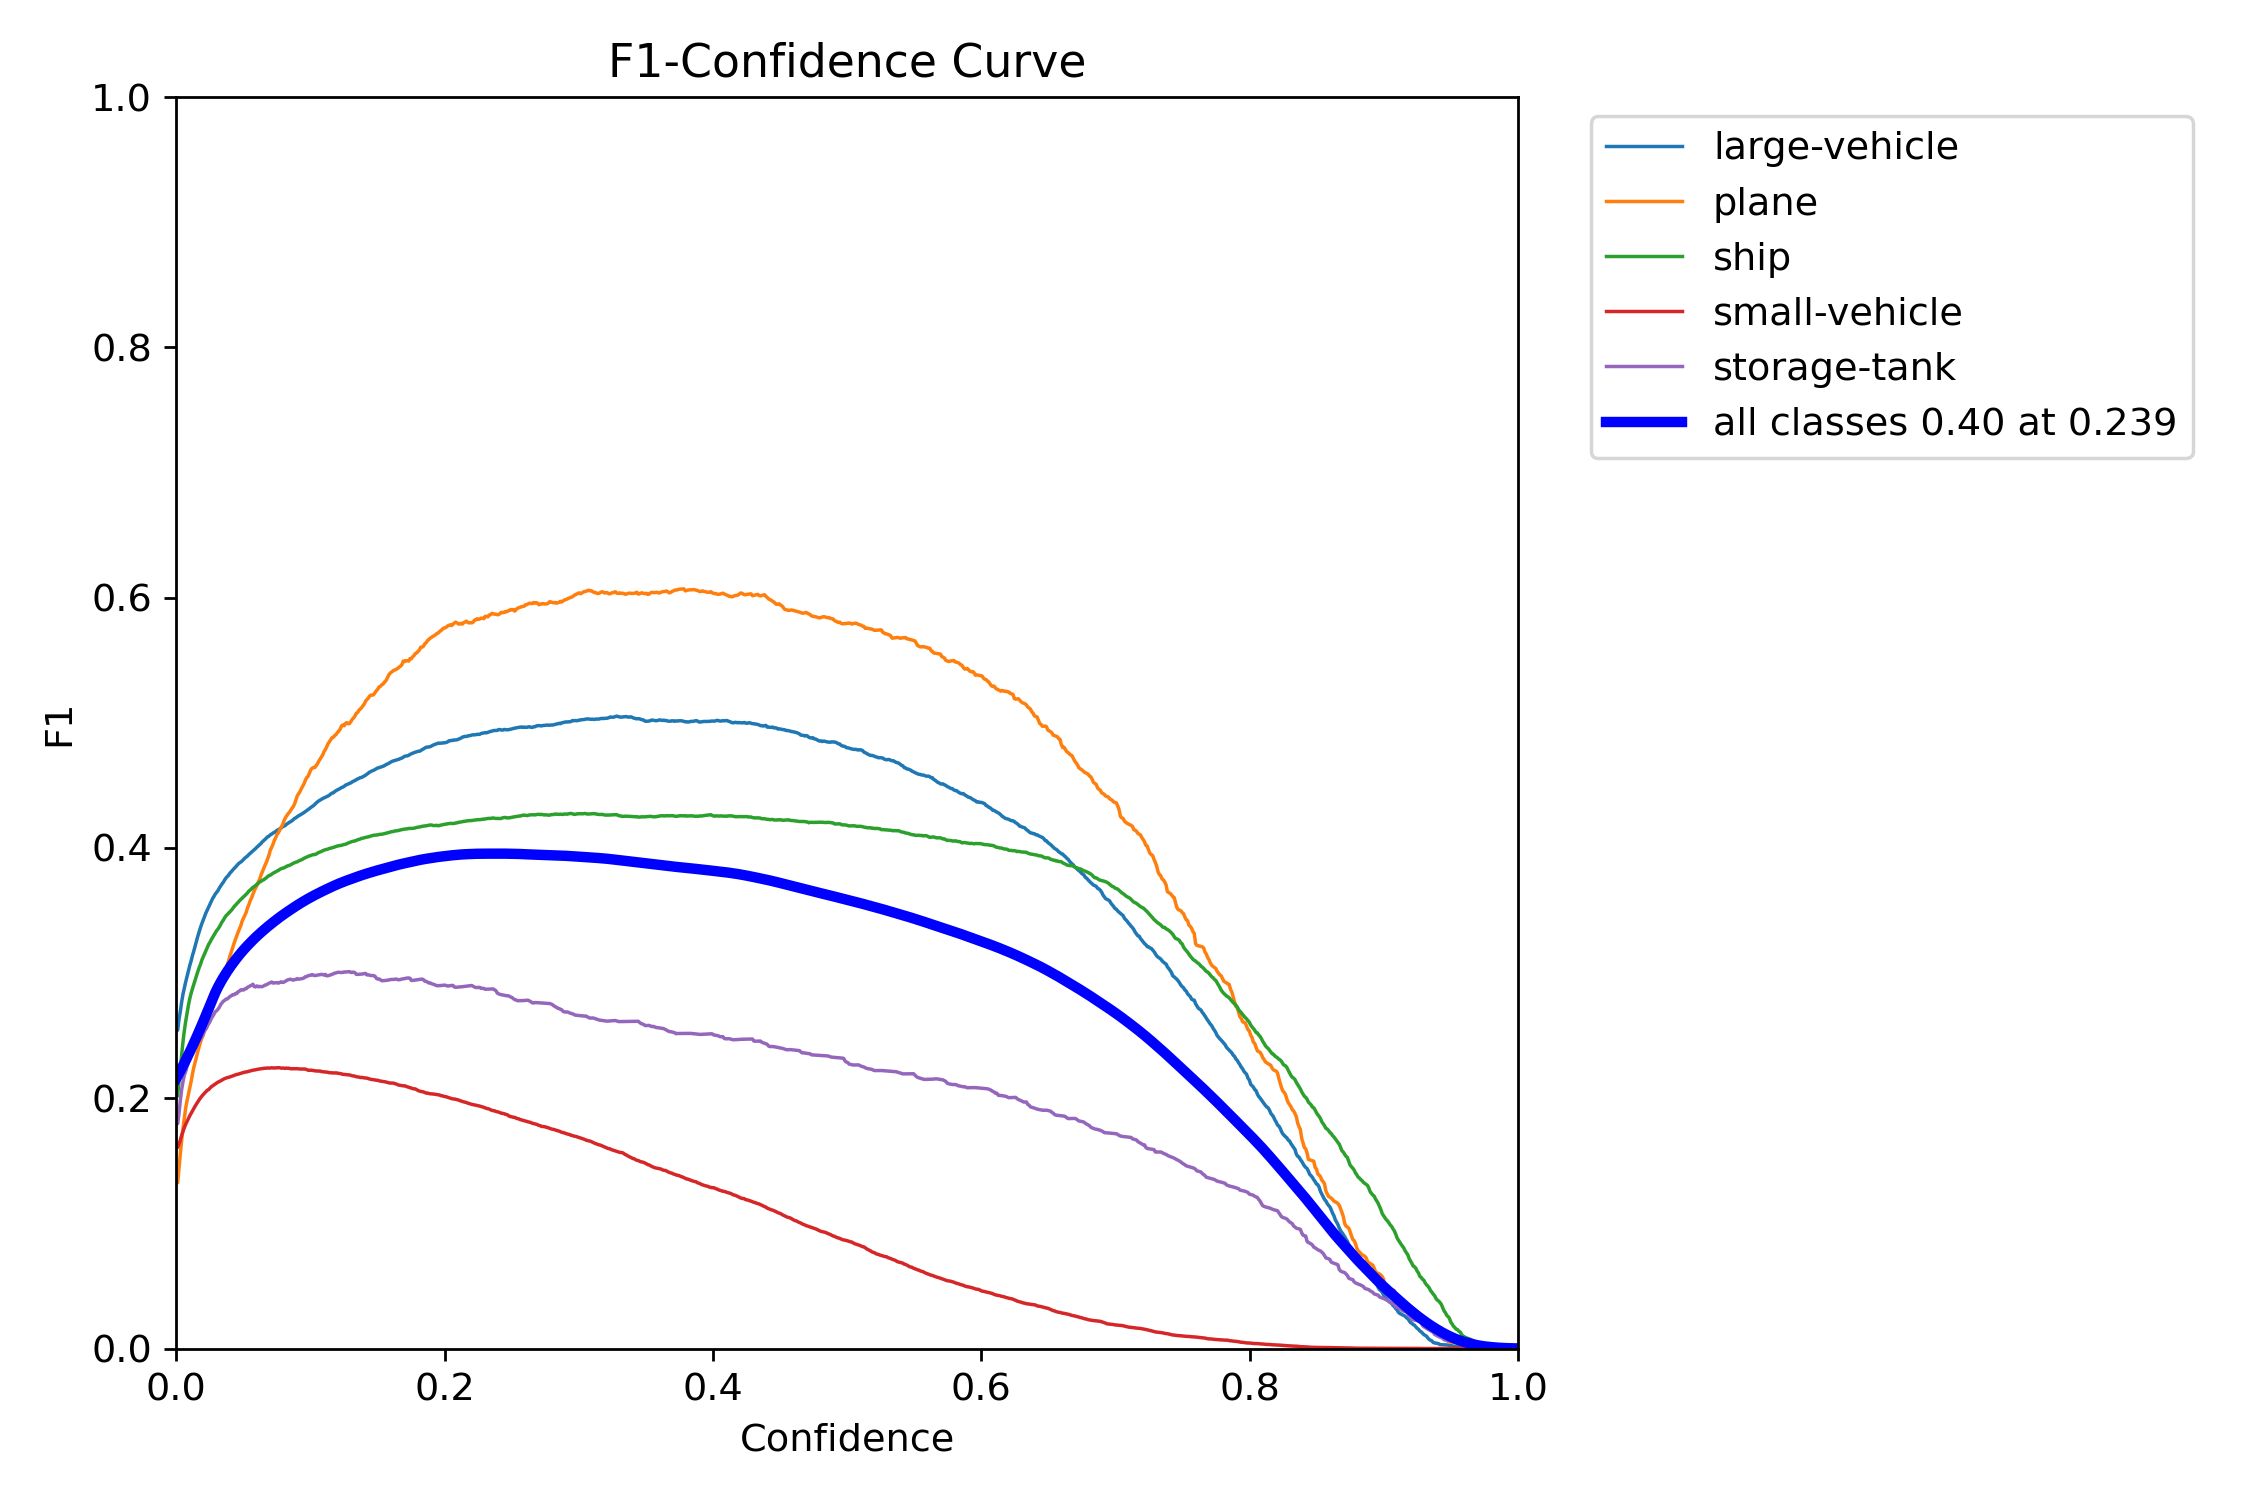 F1-Confidence Curve
1.0
0.8
0.6
0.4
0.2
0.0
F1
0.0 0.2 0.4 0.6 0.8 1.0
Confidence
large-vehicle
plane
ship
small-vehicle
storage-tank
all classes 0.40 at 0.239